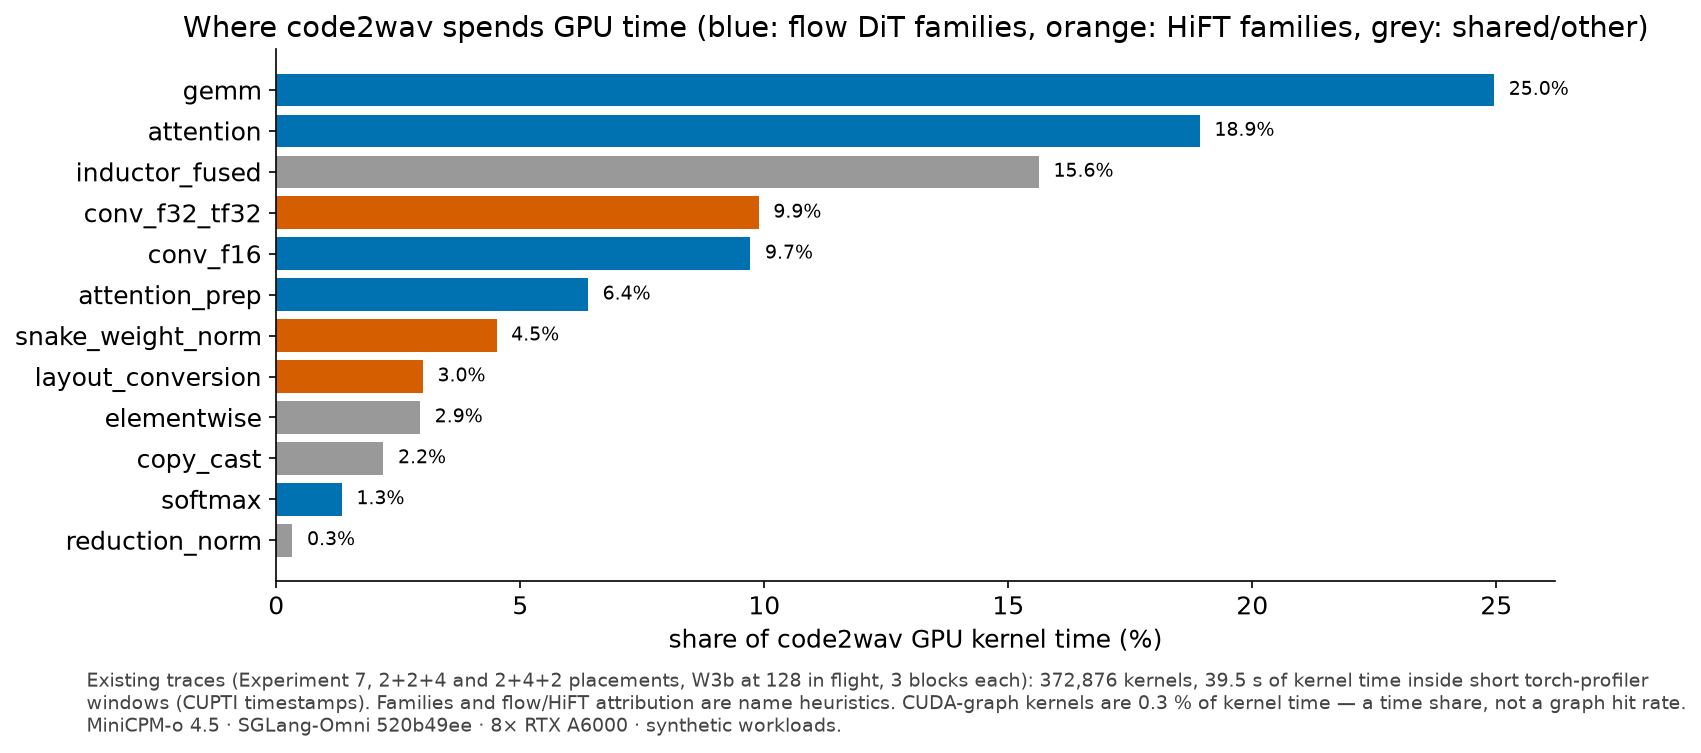 Where code2wav spends GPU time (blue: flow DiT families, orange: HiFT families, grey: shared/other)
gemm 25.0%
attention 18.9%
inductor_fused 15.6%
conv_f32_tf32 9.9%
conv_f16 9.7%
attention_prep 6.4%
snake_weight_norm 4.5%
layout_conversion 3.0%
elementwise 2.9%
copy_cast 2.2%
softmax 1.3%
reduction_norm 0.3%
0 5 10 15 20 25
share of code2wav GPU kernel time (%)
Existing traces (Experiment 7, 2+2+4 and 2+4+2 placements, W3b at 128 in flight, 3 blocks each): 372,876 kernels, 39.5 s of kernel time inside short torch-profiler
windows (CUPTI timestamps). Families and flow/HiFT attribution are name heuristics. CUDA-graph kernels are 0.3 % of kernel time — a time share, not a graph hit rate.
MiniCPM-o 4.5 · SGLang-Omni 520b49ee · 8× RTX A6000 · synthetic workloads.